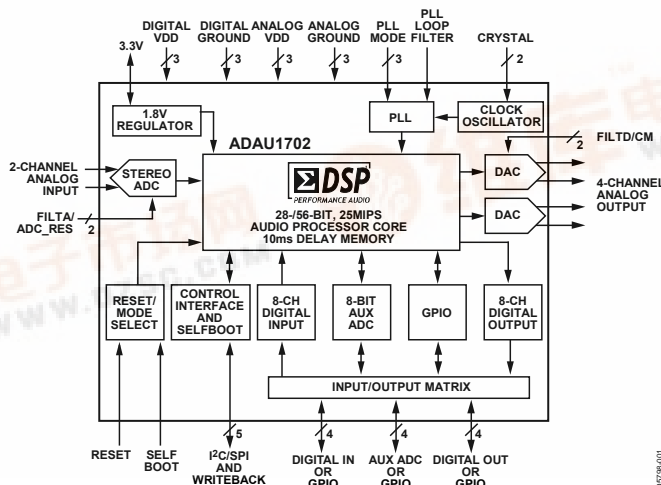 3.3V
DIGITAL
VDD
3
DIGITAL
GROUND
3
ANALOG
VDD
3
ANALOG
GROUND
3
PLL
MODE
3
PLL
LOOP
FILTER
CRYSTAL
2
1.8V
REGULATOR
PLL
CLOCK
OSCILLATOR
ADAU1702
2-CHANNEL
ANALOG
INPUT
STEREO
ADC
FILTA/
ADC_RES
2
DSP
PERFORMANCE AUDIO
28-/56-BIT, 25MIPS
AUDIO PROCESSOR CORE
10ms DELAY MEMORY
DAC
DAC
2
FILTD/CM
4-CHANNEL
ANALOG
OUTPUT
RESET/
MODE
SELECT
CONTROL
INTERFACE
AND
SELFBOOT
8-CH
DIGITAL
INPUT
8-BIT
AUX
ADC
GPIO
8-CH
DIGITAL
OUTPUT
INPUT/OUTPUT MATRIX
RESET
SELF
BOOT
5
I²C/SPI
AND
WRITEBACK
4
DIGITAL IN
OR
GPIO
4
AUX ADC
OR
GPIO
4
DIGITAL OUT
OR
GPIO
05798-001